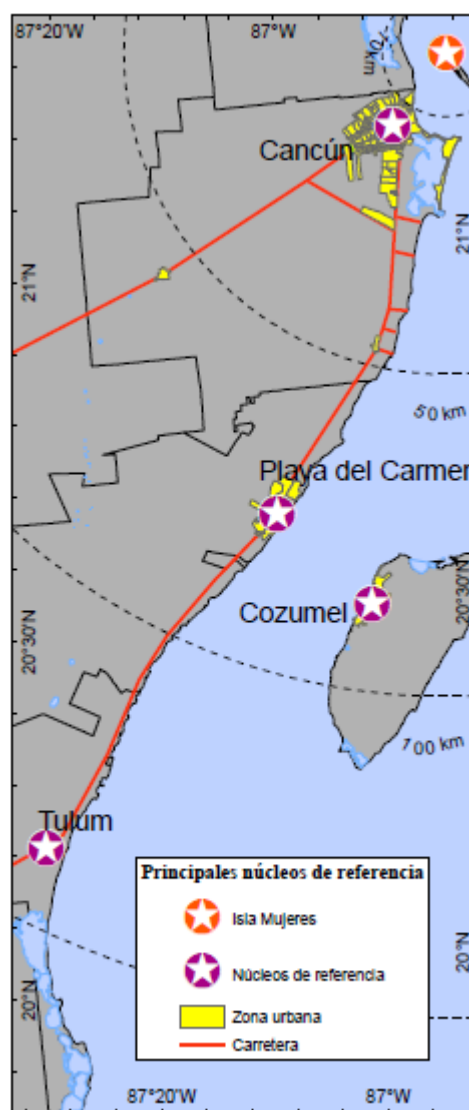 87°20'W
87°W
10km
Cancún
21°N
21°N
50 km
Playa del Carmen
20°30'N
Cozumel
20°30'N
100 km
Tulum
Principales núcleos de referencia
Isla Mujeres
Núcleos de referencia
Zona urbana
Carretera
20°N
20°N
87°20'W
87°W